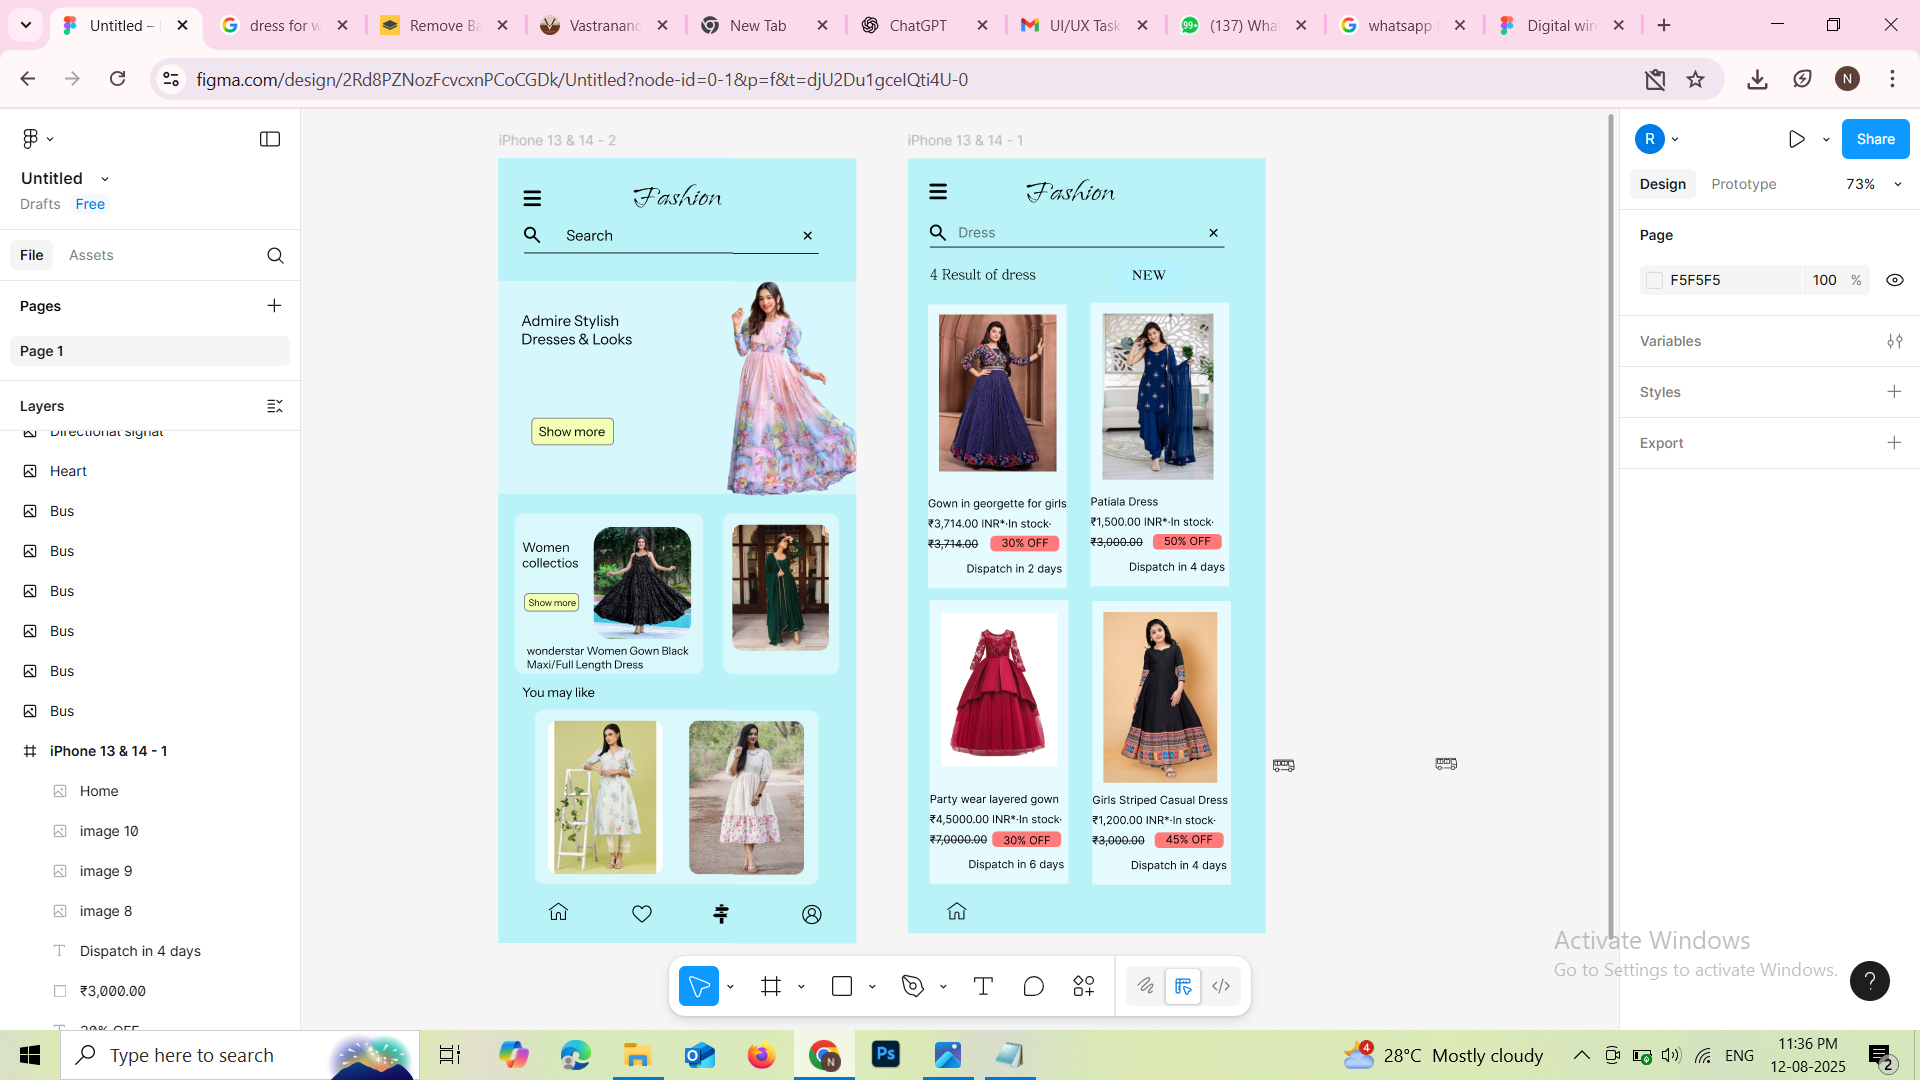 Untitled –
dress for w
Remove Ba
Vastranand
New Tab
ChatGPT
UI/UX Task
99+
(137) What
whatsapp
Digital wire
figma.com/design/2Rd8PZNozFcvcxnPCoCGDk/Untitled?node-id=0-1&p=f&t=djU2Du1gceIQti4U-0
N
Untitled
Drafts Free
File Assets
Pages
Page 1
Layers
Directional signal
Heart
Bus
Bus
Bus
Bus
Bus
Bus
iPhone 13 & 14 - 1
Home
image 10
image 9
image 8
Dispatch in 4 days
₹3,000.00
30% OFF
iPhone 13 & 14 - 2
Fashion
Search
Admire Stylish
Dresses & Looks
Show more
Women
collectios
Show more
wonderstar Women Gown Black
Maxi/Full Length Dress
You may like
iPhone 13 & 14 - 1
Fashion
Dress
4 Result of dress
NEW
Gown in georgette for girls
₹3,714.00 INR*·In stock·
₹3,714.00 30% OFF
Dispatch in 2 days
Patiala Dress
₹1,500.00 INR*·In stock·
₹3,000.00 50% OFF
Dispatch in 4 days
Party wear layered gown
₹4,5000.00 INR*·In stock·
₹7,0000.00 30% OFF
Dispatch in 6 days
Girls Striped Casual Dress
₹1,200.00 INR*·In stock·
₹3,000.00 45% OFF
Dispatch in 4 days
R
Share
Design Prototype 73%
Page
F5F5F5 100 %
Variables
Styles
Export
Activate Windows
Go to Settings to activate Windows.
?
Type here to search
Ps
N
4
28°C Mostly cloudy
ENG
11:36 PM
12-08-2025
2